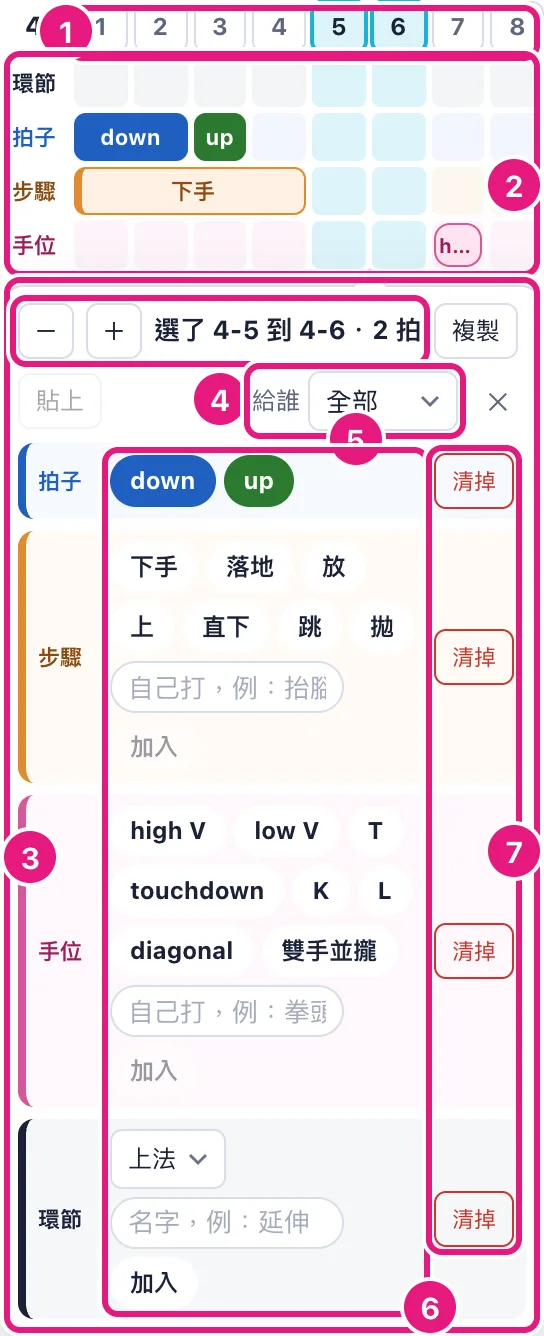 4 1 2 3 4 5 6 7 8
1
環節
拍子 down up
步驟 下手
2
手位 h...
− + 選了 4-5 到 4-6 · 2 拍 複製
貼上 4 給誰 全部 ×
5
拍子 down up 清掉
下手 落地 放
上 直下 跳 拋
步驟 清掉
自己打，例：抬腳
加入
high V low V T
3 7
touchdown K L
手位 diagonal 雙手並攏 清掉
自己打，例：拳頭
加入
上法
環節 名字，例：延伸 清掉
加入
6